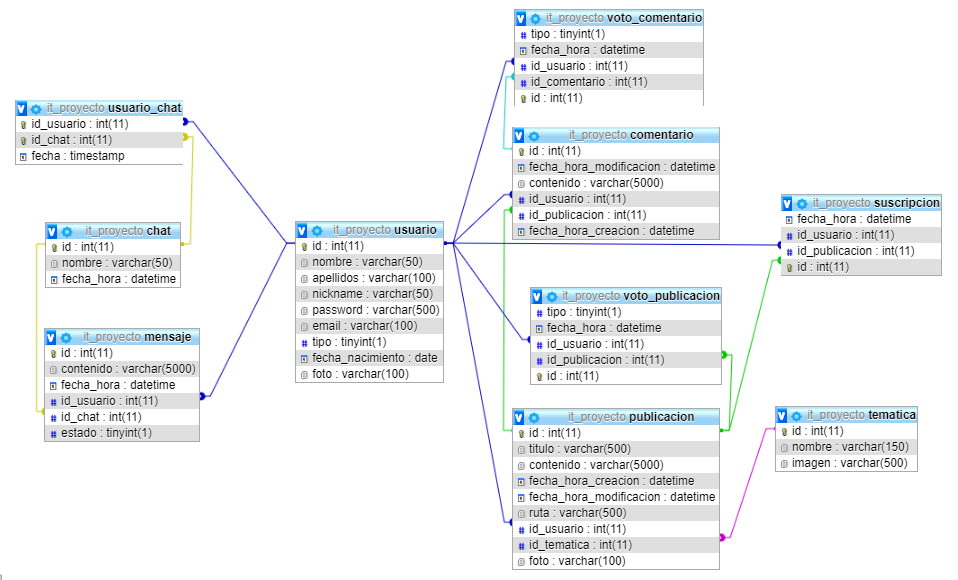 it_proyecto usuario_chat
id_usuario : int(11)
id_chat : int(11)
fecha : timestamp
it_proyecto chat
id : int(11)
nombre : varchar(50)
fecha_hora : datetime
it_proyecto mensaje
id : int(11)
contenido : varchar(5000)
fecha_hora : datetime
id_usuario : int(11)
id_chat : int(11)
estado : tinyint(1)
it_proyecto usuario
id : int(11)
nombre : varchar(50)
apellidos : varchar(100)
nickname : varchar(50)
password : varchar(500)
email : varchar(100)
tipo : tinyint(1)
fecha_nacimiento : date
foto : varchar(100)
it_proyecto voto_comentario
tipo : tinyint(1)
fecha_hora : datetime
id_usuario : int(11)
id_comentario : int(11)
id : int(11)
it_proyecto comentario
id : int(11)
fecha_hora_modificacion : datetime
contenido : varchar(5000)
id_usuario : int(11)
id_publicacion : int(11)
fecha_hora_creacion : datetime
it_proyecto voto_publicacion
tipo : tinyint(1)
fecha_hora : datetime
id_usuario : int(11)
id_publicacion : int(11)
id : int(11)
it_proyecto publicacion
id : int(11)
titulo : varchar(500)
contenido : varchar(5000)
fecha_hora_creacion : datetime
fecha_hora_modificacion : datetime
ruta : varchar(500)
id_usuario : int(11)
id_tematica : int(11)
foto : varchar(100)
it_proyecto suscripcion
fecha_hora : datetime
id_usuario : int(11)
id_publicacion : int(11)
id : int(11)
it_proyecto tematica
id : int(11)
nombre : varchar(150)
imagen : varchar(500)